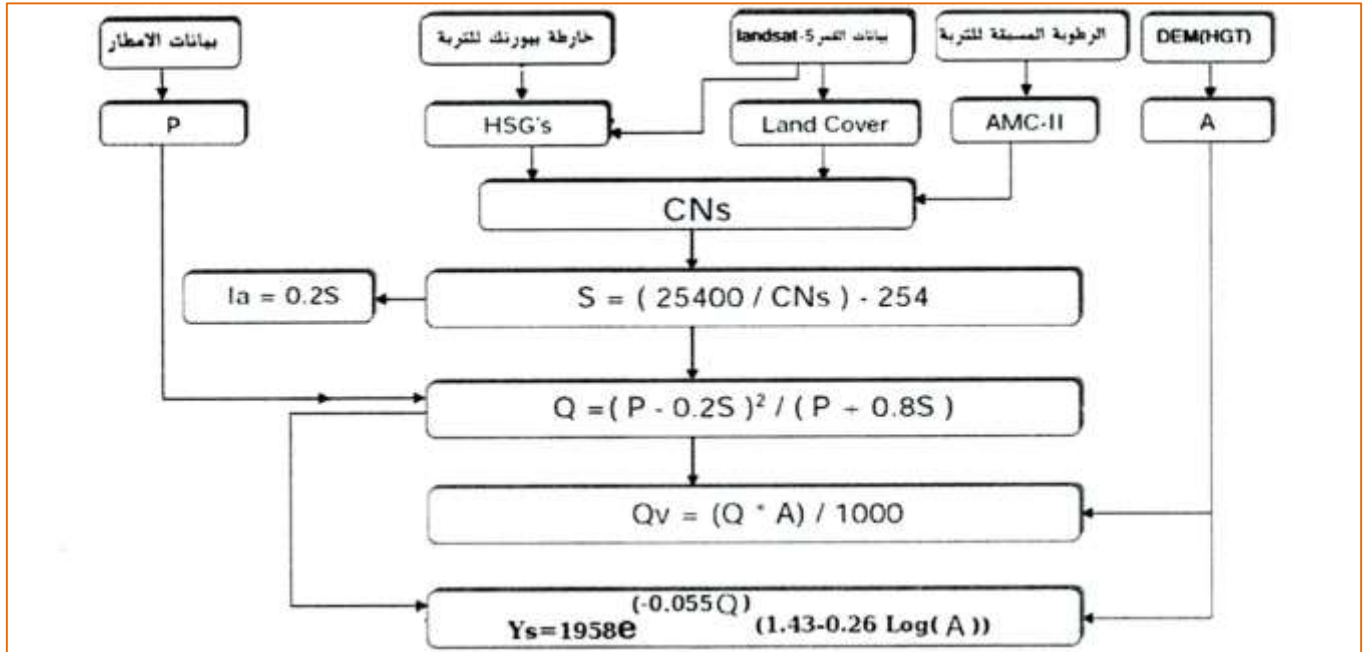 بيانات الامطار
خارطة بيورنك للتربة
بيانات القمر landsat-5
الرطوبة المسبقة للتربة
DEM(HGT)
P
HSG's
Land Cover
AMC-II
A
CNs
Ia = 0.2S
S = ( 25400 / CNs ) - 254
Q =( P - 0.2S )² / ( P + 0.8S )
Qv = (Q * A) / 1000
Ys=1958e^(-0.055Q) (1.43-0.26 Log( A ))